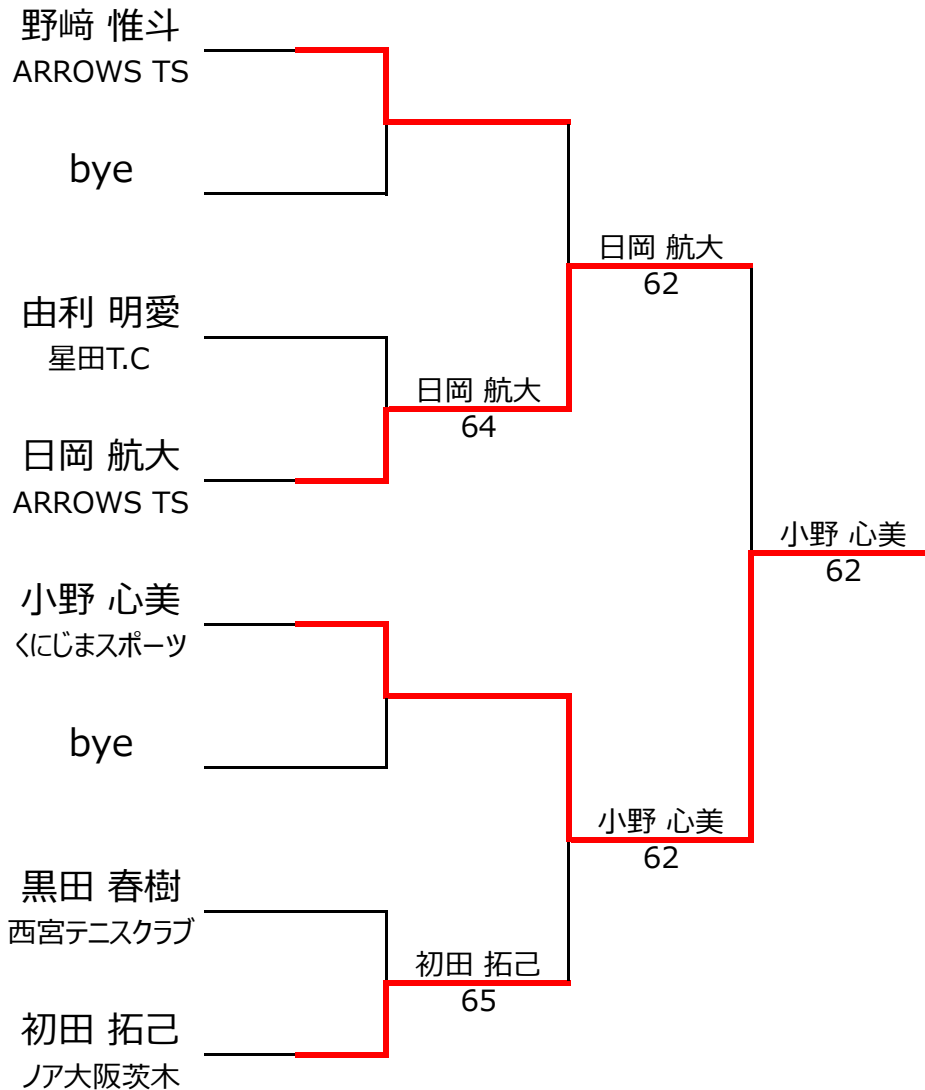 野﨑 惟斗
ARROWS TS
bye
日岡 航大
62
由利 明愛
星田T.C
日岡 航大
64
日岡 航大
ARROWS TS
小野 心美
62
小野 心美
くにじまスポーツ
bye
小野 心美
62
黒田 春樹
西宮テニスクラブ
初田 拓己
65
初田 拓己
ノア大阪茨木